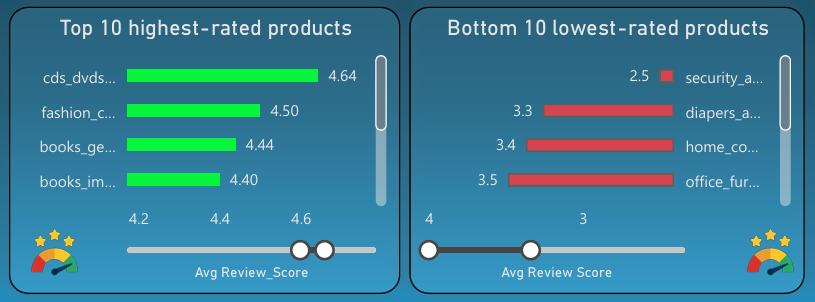 Top 10 highest-rated products
cds_dvds... 4.64
fashion_c... 4.50
books_ge... 4.44
books_im... 4.40
4.2 4.4 4.6
Avg Review_Score
Bottom 10 lowest-rated products
2.5 security_a...
3.3 diapers_a...
3.4 home_co...
3.5 office_fur...
4 3
Avg Review Score